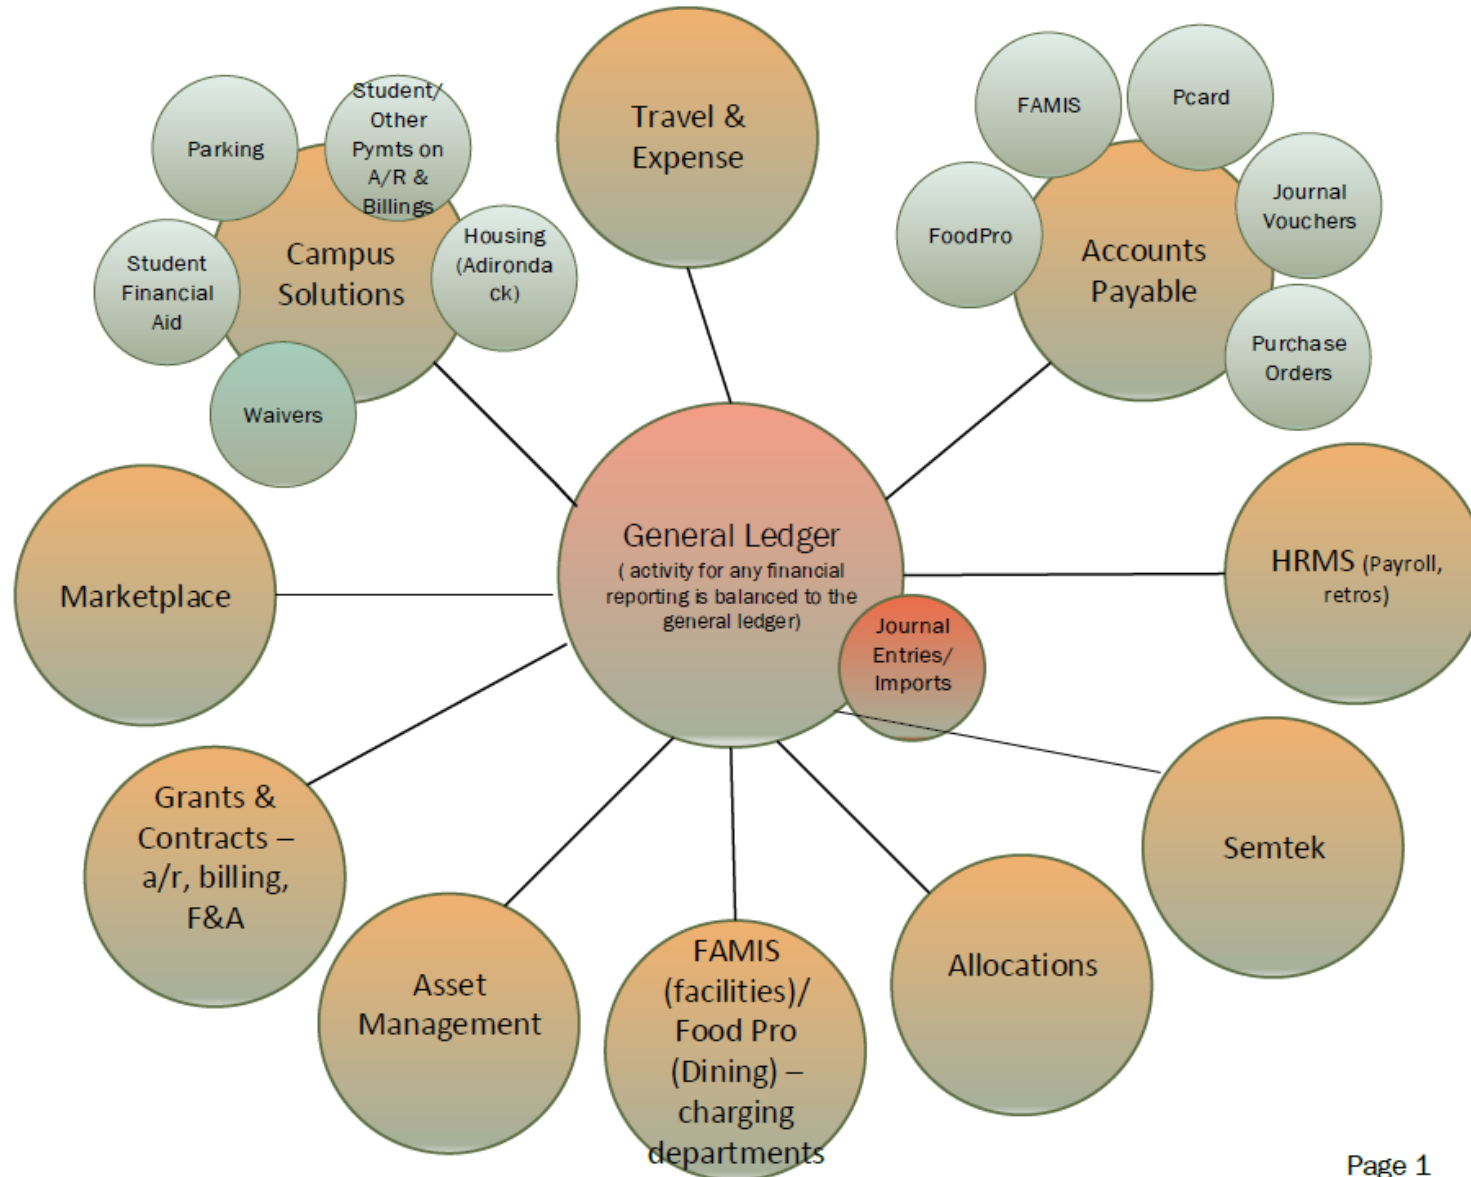 Parking
Student/
Other
Pymts on
A/R &
Billings
Student
Financial
Aid
Housing
(Adironda
ck)
Campus
Solutions
Waivers
Travel &
Expense
FAMIS
Pcard
FoodPro
Journal
Vouchers
Accounts
Payable
Purchase
Orders
General Ledger
( activity for any financial
reporting is balanced to the
general ledger)
Journal
Entries/
Imports
Marketplace
HRMS (Payroll,
retros)
Grants &
Contracts –
a/r, billing,
F&A
Asset
Management
FAMIS
(facilities)/
Food Pro
(Dining) –
charging
departments
Allocations
Semtek
Page 1